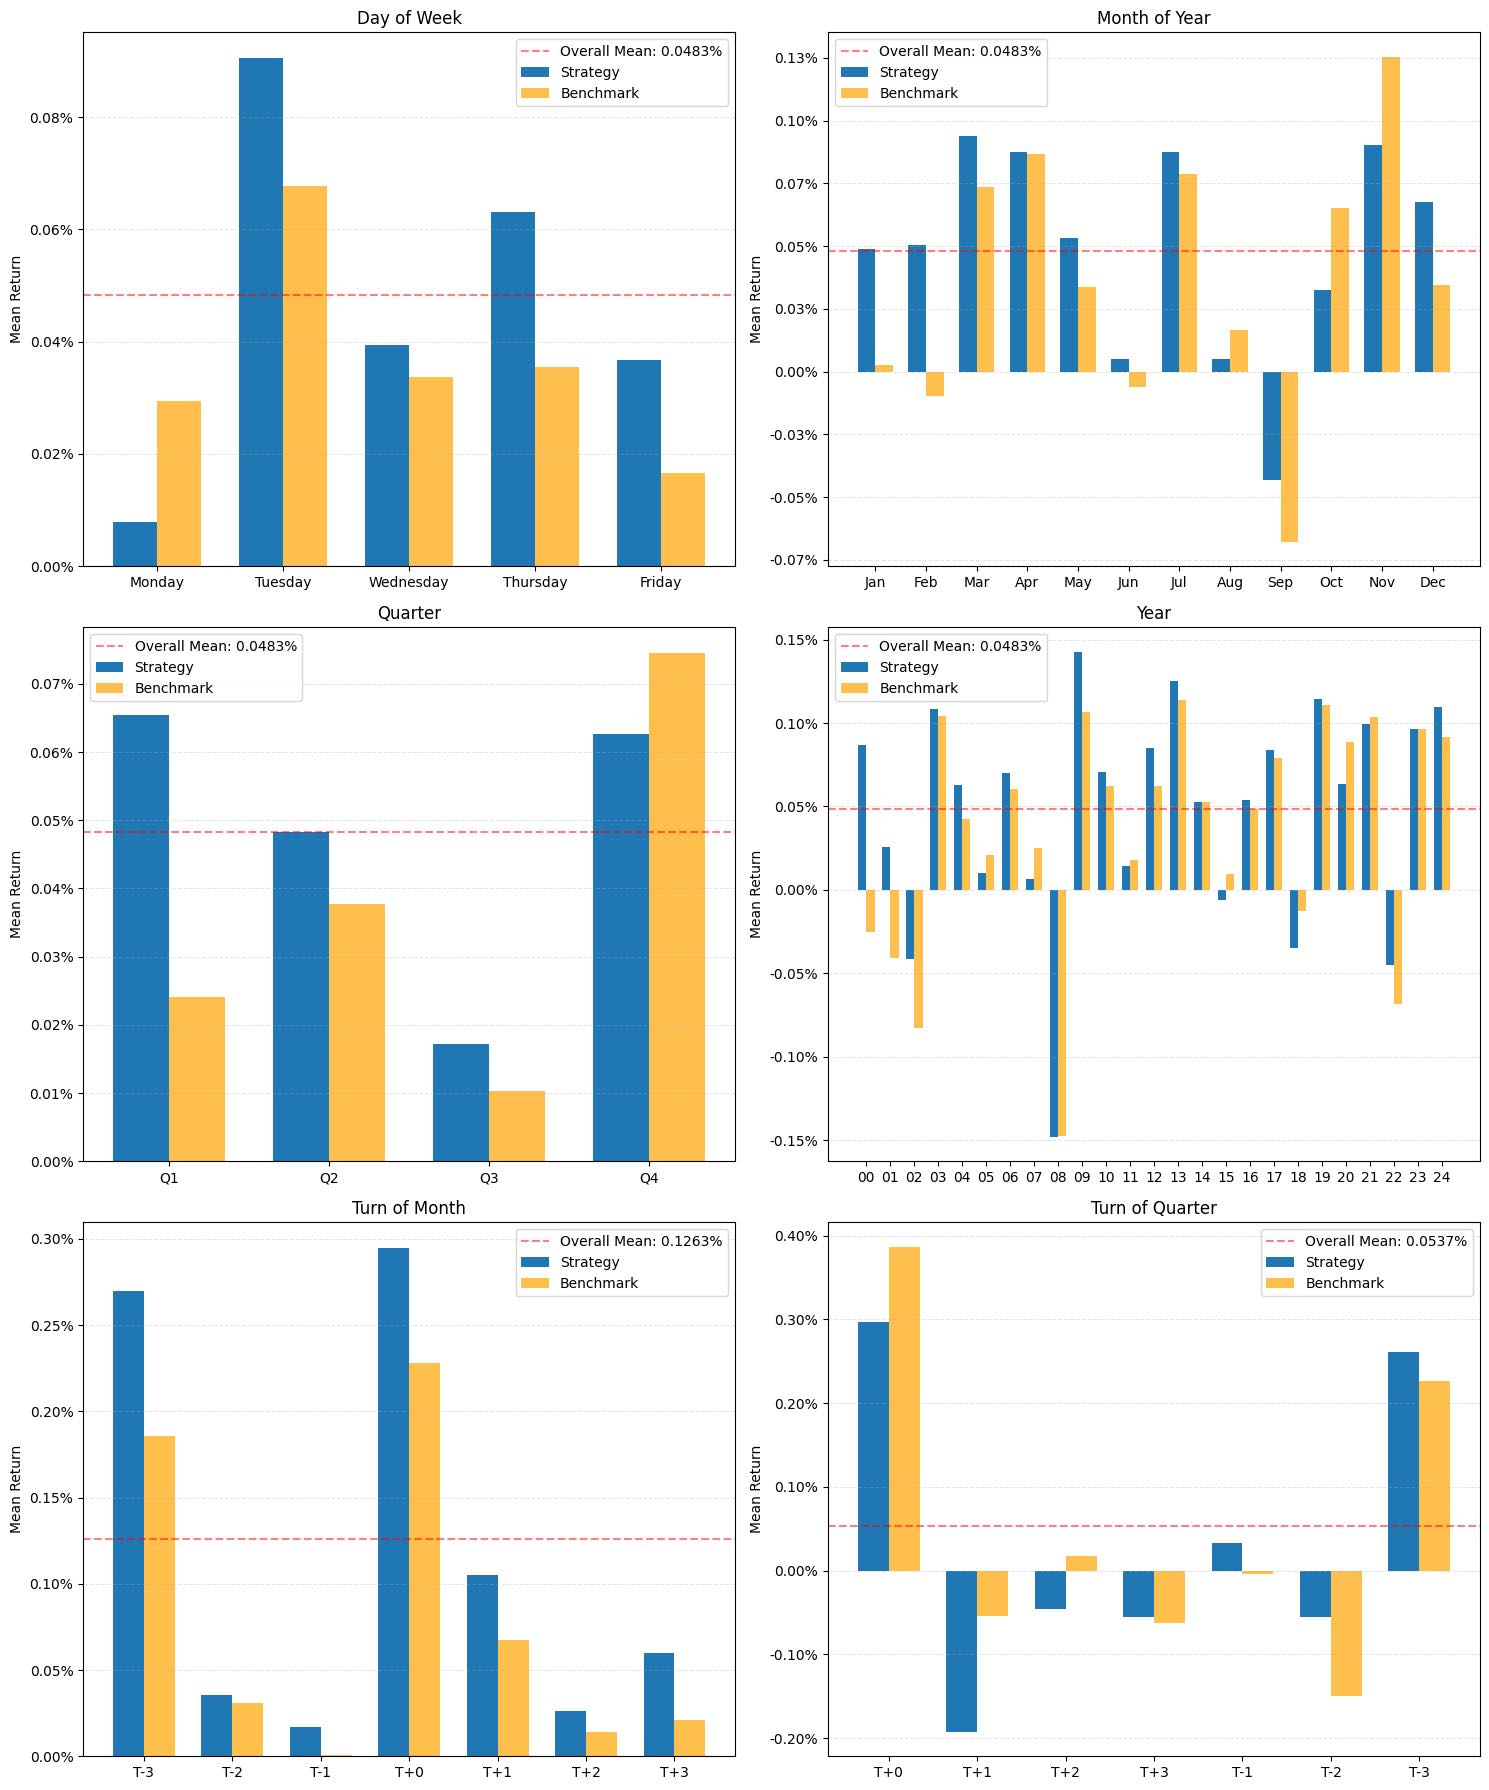 Day of Week
Overall Mean: 0.0483%
Strategy
Benchmark
Mean Return
0.08%
0.06%
0.04%
0.02%
0.00%
Monday Tuesday Wednesday Thursday Friday
Month of Year
Overall Mean: 0.0483%
Strategy
Benchmark
Mean Return
0.13%
0.10%
0.07%
0.05%
0.03%
0.00%
-0.03%
-0.05%
-0.07%
Jan Feb Mar Apr May Jun Jul Aug Sep Oct Nov Dec
Quarter
Overall Mean: 0.0483%
Strategy
Benchmark
Mean Return
0.07%
0.06%
0.05%
0.04%
0.03%
0.02%
0.01%
0.00%
Q1 Q2 Q3 Q4
Year
Overall Mean: 0.0483%
Strategy
Benchmark
Mean Return
0.15%
0.10%
0.05%
0.00%
-0.05%
-0.10%
-0.15%
00 01 02 03 04 05 06 07 08 09 10 11 12 13 14 15 16 17 18 19 20 21 22 23 24
Turn of Month
Overall Mean: 0.1263%
Strategy
Benchmark
Mean Return
0.30%
0.25%
0.20%
0.15%
0.10%
0.05%
0.00%
T-3 T-2 T-1 T+0 T+1 T+2 T+3
Turn of Quarter
Overall Mean: 0.0537%
Strategy
Benchmark
Mean Return
0.40%
0.30%
0.20%
0.10%
0.00%
-0.10%
-0.20%
T+0 T+1 T+2 T+3 T-1 T-2 T-3